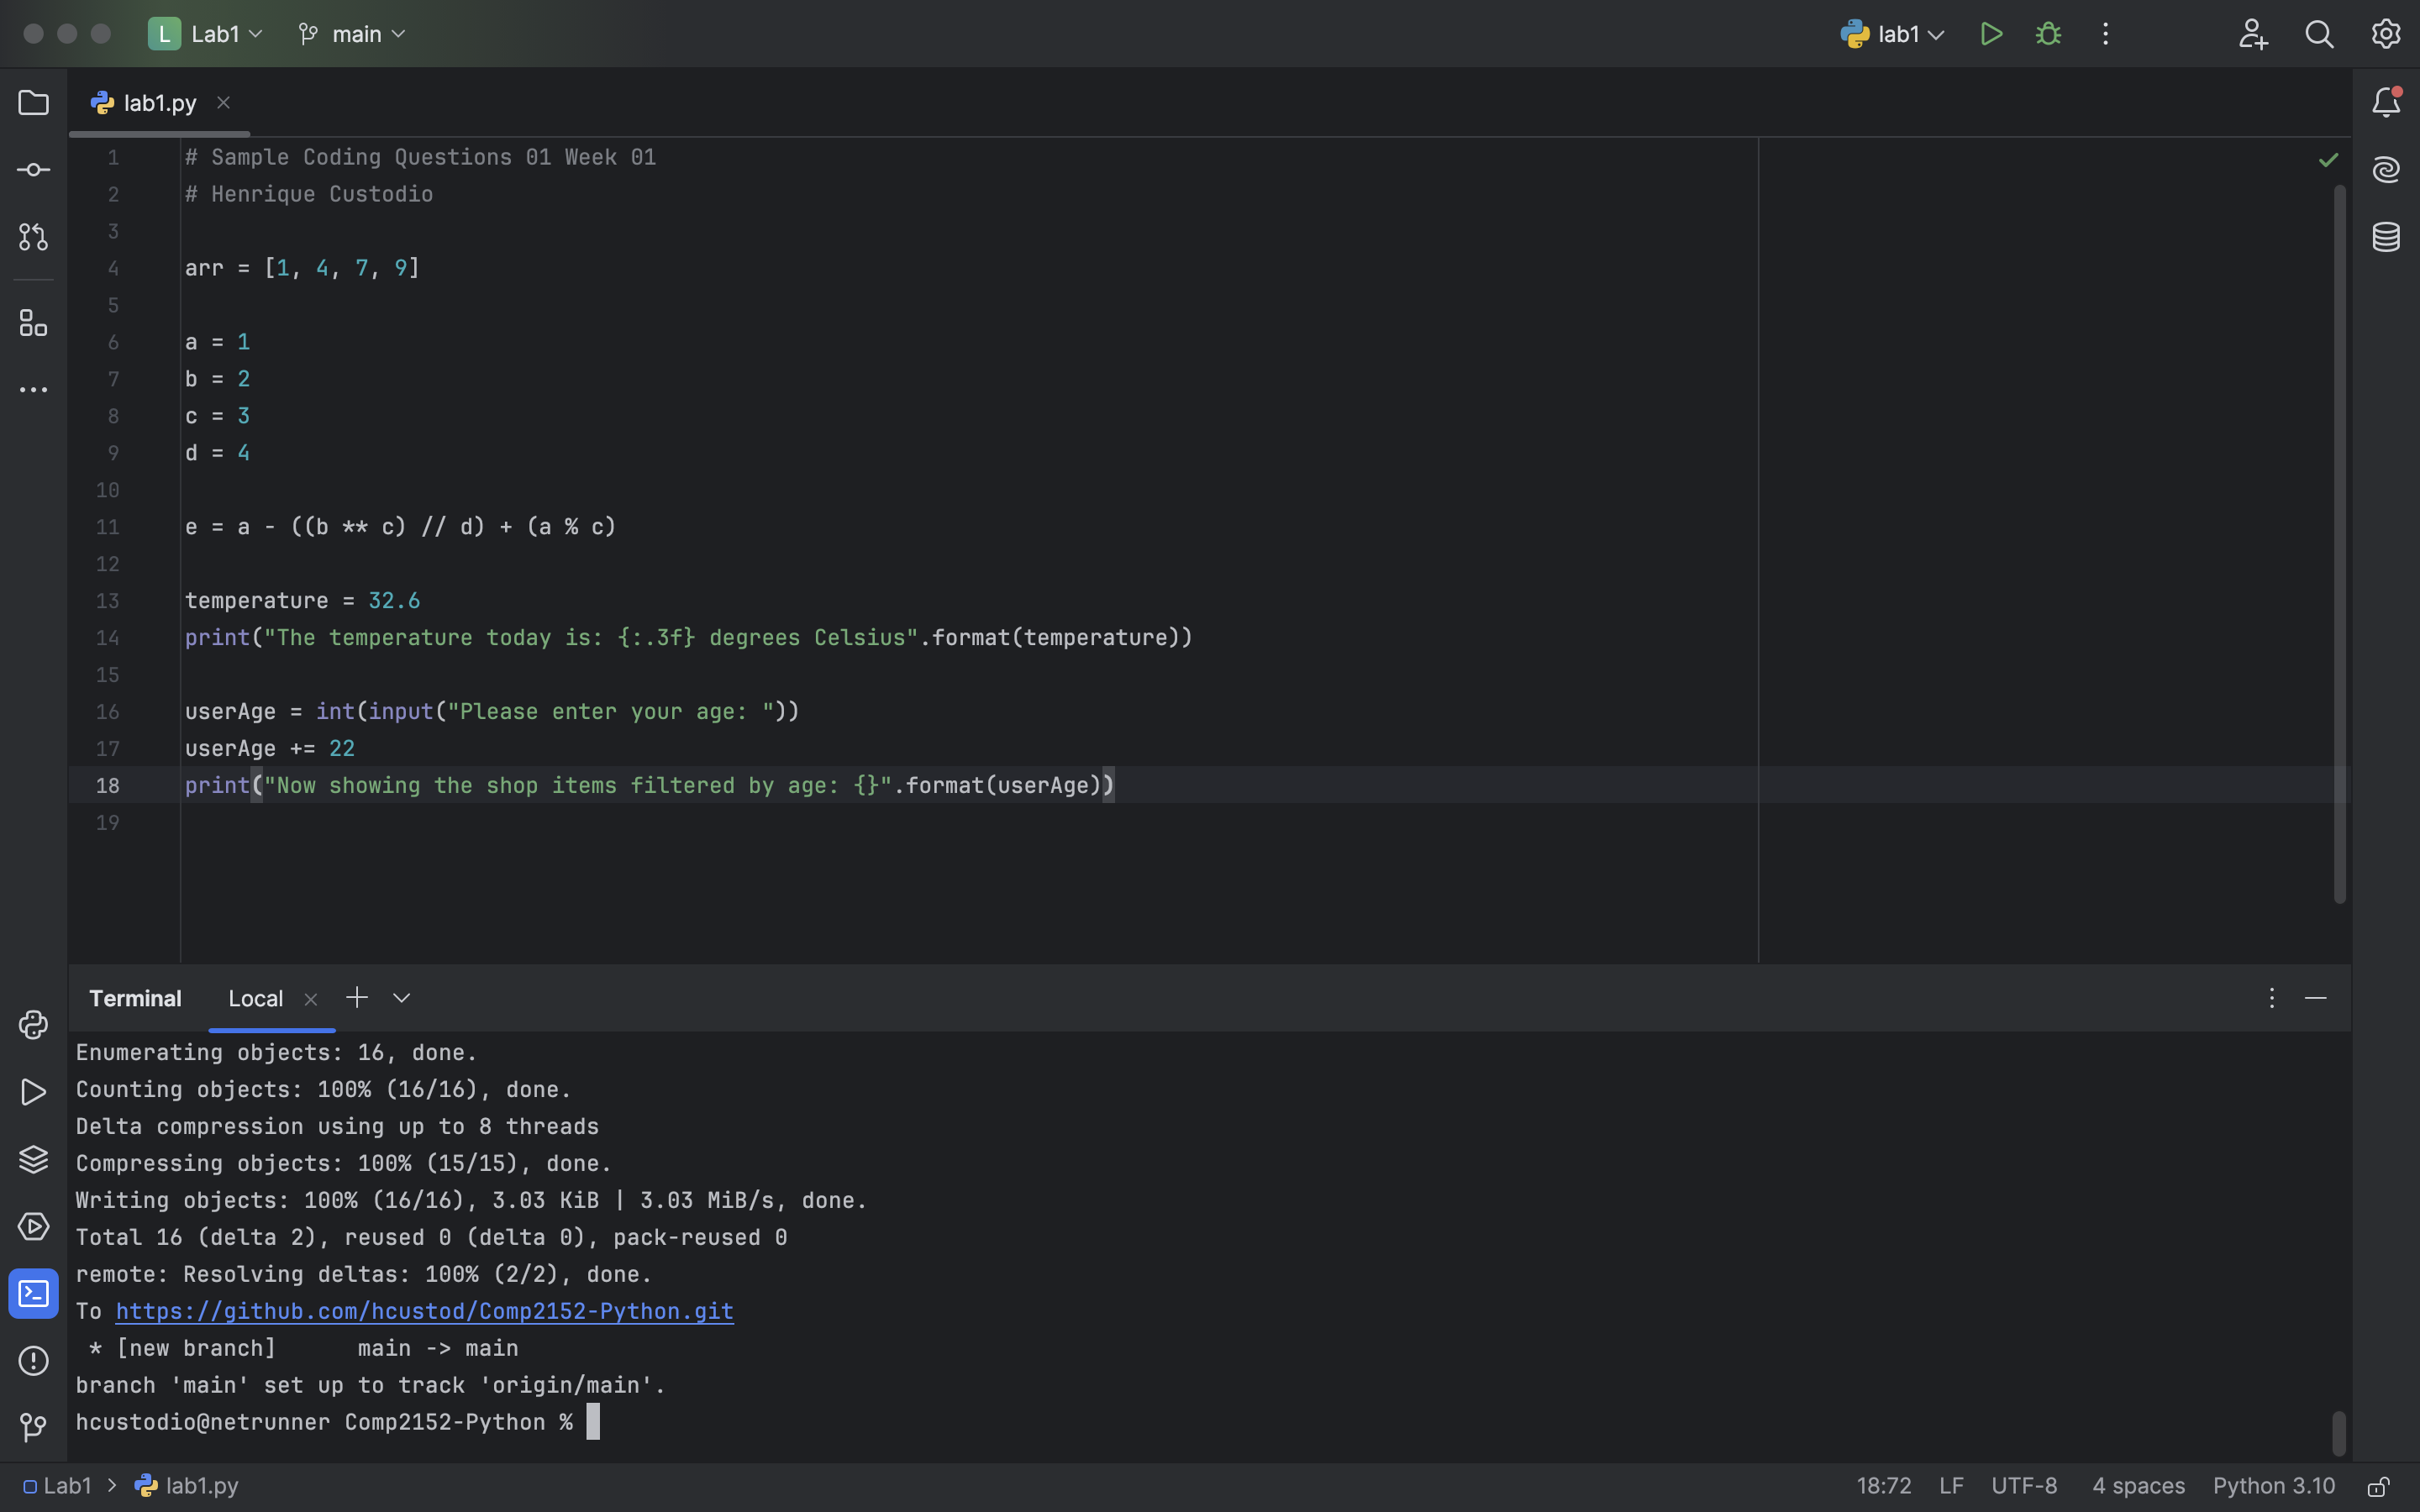 L Lab1 main lab1
lab1.py
1 # Sample Coding Questions 01 Week 01
2 # Henrique Custodio
3
4 arr = [1, 4, 7, 9]
5
6 a = 1
7 b = 2
8 c = 3
9 d = 4
10
11 e = a - ((b ** c) // d) + (a % c)
12
13 temperature = 32.6
14 print("The temperature today is: {:.3f} degrees Celsius".format(temperature))
15
16 userAge = int(input("Please enter your age: "))
17 userAge += 22
18 print("Now showing the shop items filtered by age: {}".format(userAge))
19
Terminal Local
Enumerating objects: 16, done.
Counting objects: 100% (16/16), done.
Delta compression using up to 8 threads
Compressing objects: 100% (15/15), done.
Writing objects: 100% (16/16), 3.03 KiB | 3.03 MiB/s, done.
Total 16 (delta 2), reused 0 (delta 0), pack-reused 0
remote: Resolving deltas: 100% (2/2), done.
To https://github.com/hcustod/Comp2152-Python.git
 * [new branch]      main -> main
branch 'main' set up to track 'origin/main'.
hcustodio@netrunner Comp2152-Python %
Lab1 > lab1.py 18:72 LF UTF-8 4 spaces Python 3.10